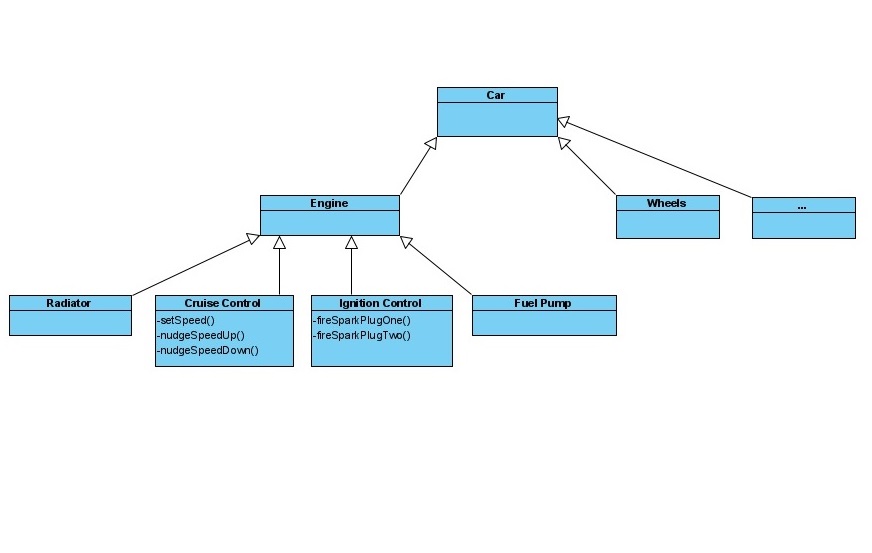 Car
Engine
Wheels
...
Radiator
Cruise Control
-setSpeed()
-nudgeSpeedUp()
-nudgeSpeedDown()
Ignition Control
-fireSparkPlugOne()
-fireSparkPlugTwo()
Fuel Pump